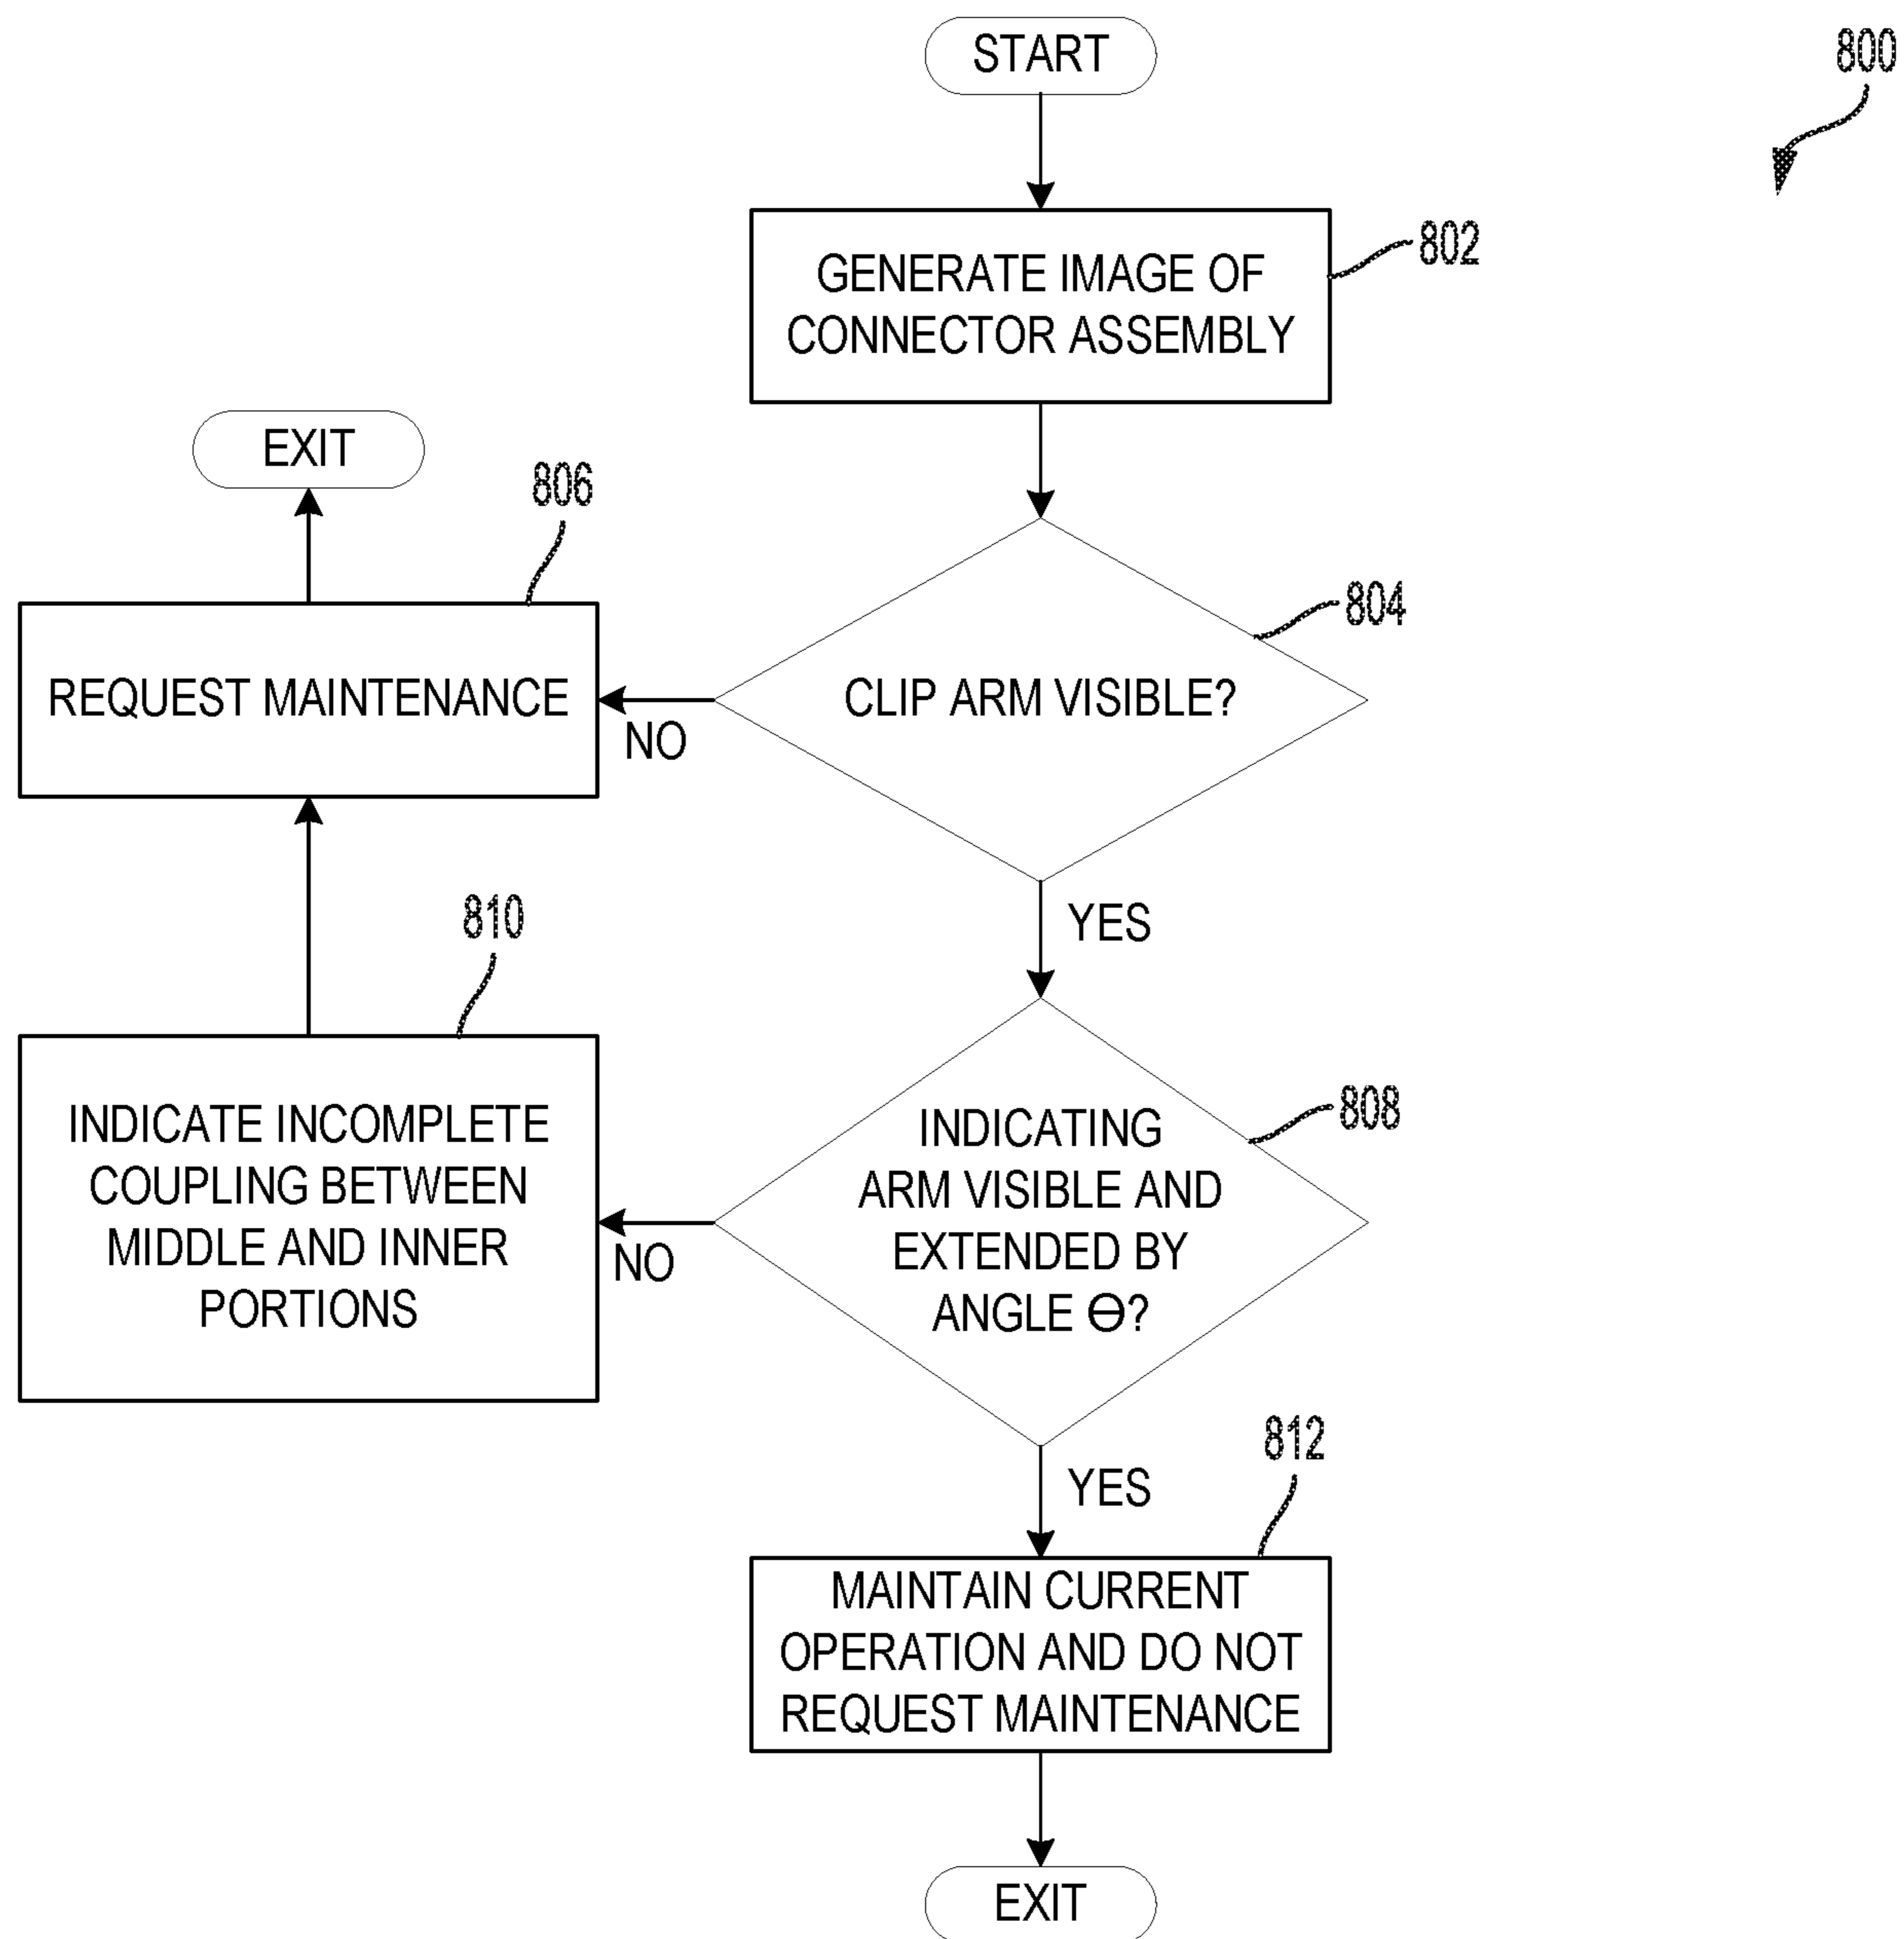 START
800
GENERATE IMAGE OF
CONNECTOR ASSEMBLY
802
EXIT
806
REQUEST MAINTENANCE
NO
CLIP ARM VISIBLE?
804
YES
810
INDICATE INCOMPLETE
COUPLING BETWEEN
MIDDLE AND INNER
PORTIONS
NO
INDICATING
ARM VISIBLE AND
EXTENDED BY
ANGLE Θ?
808
YES
812
MAINTAIN CURRENT
OPERATION AND DO NOT
REQUEST MAINTENANCE
EXIT